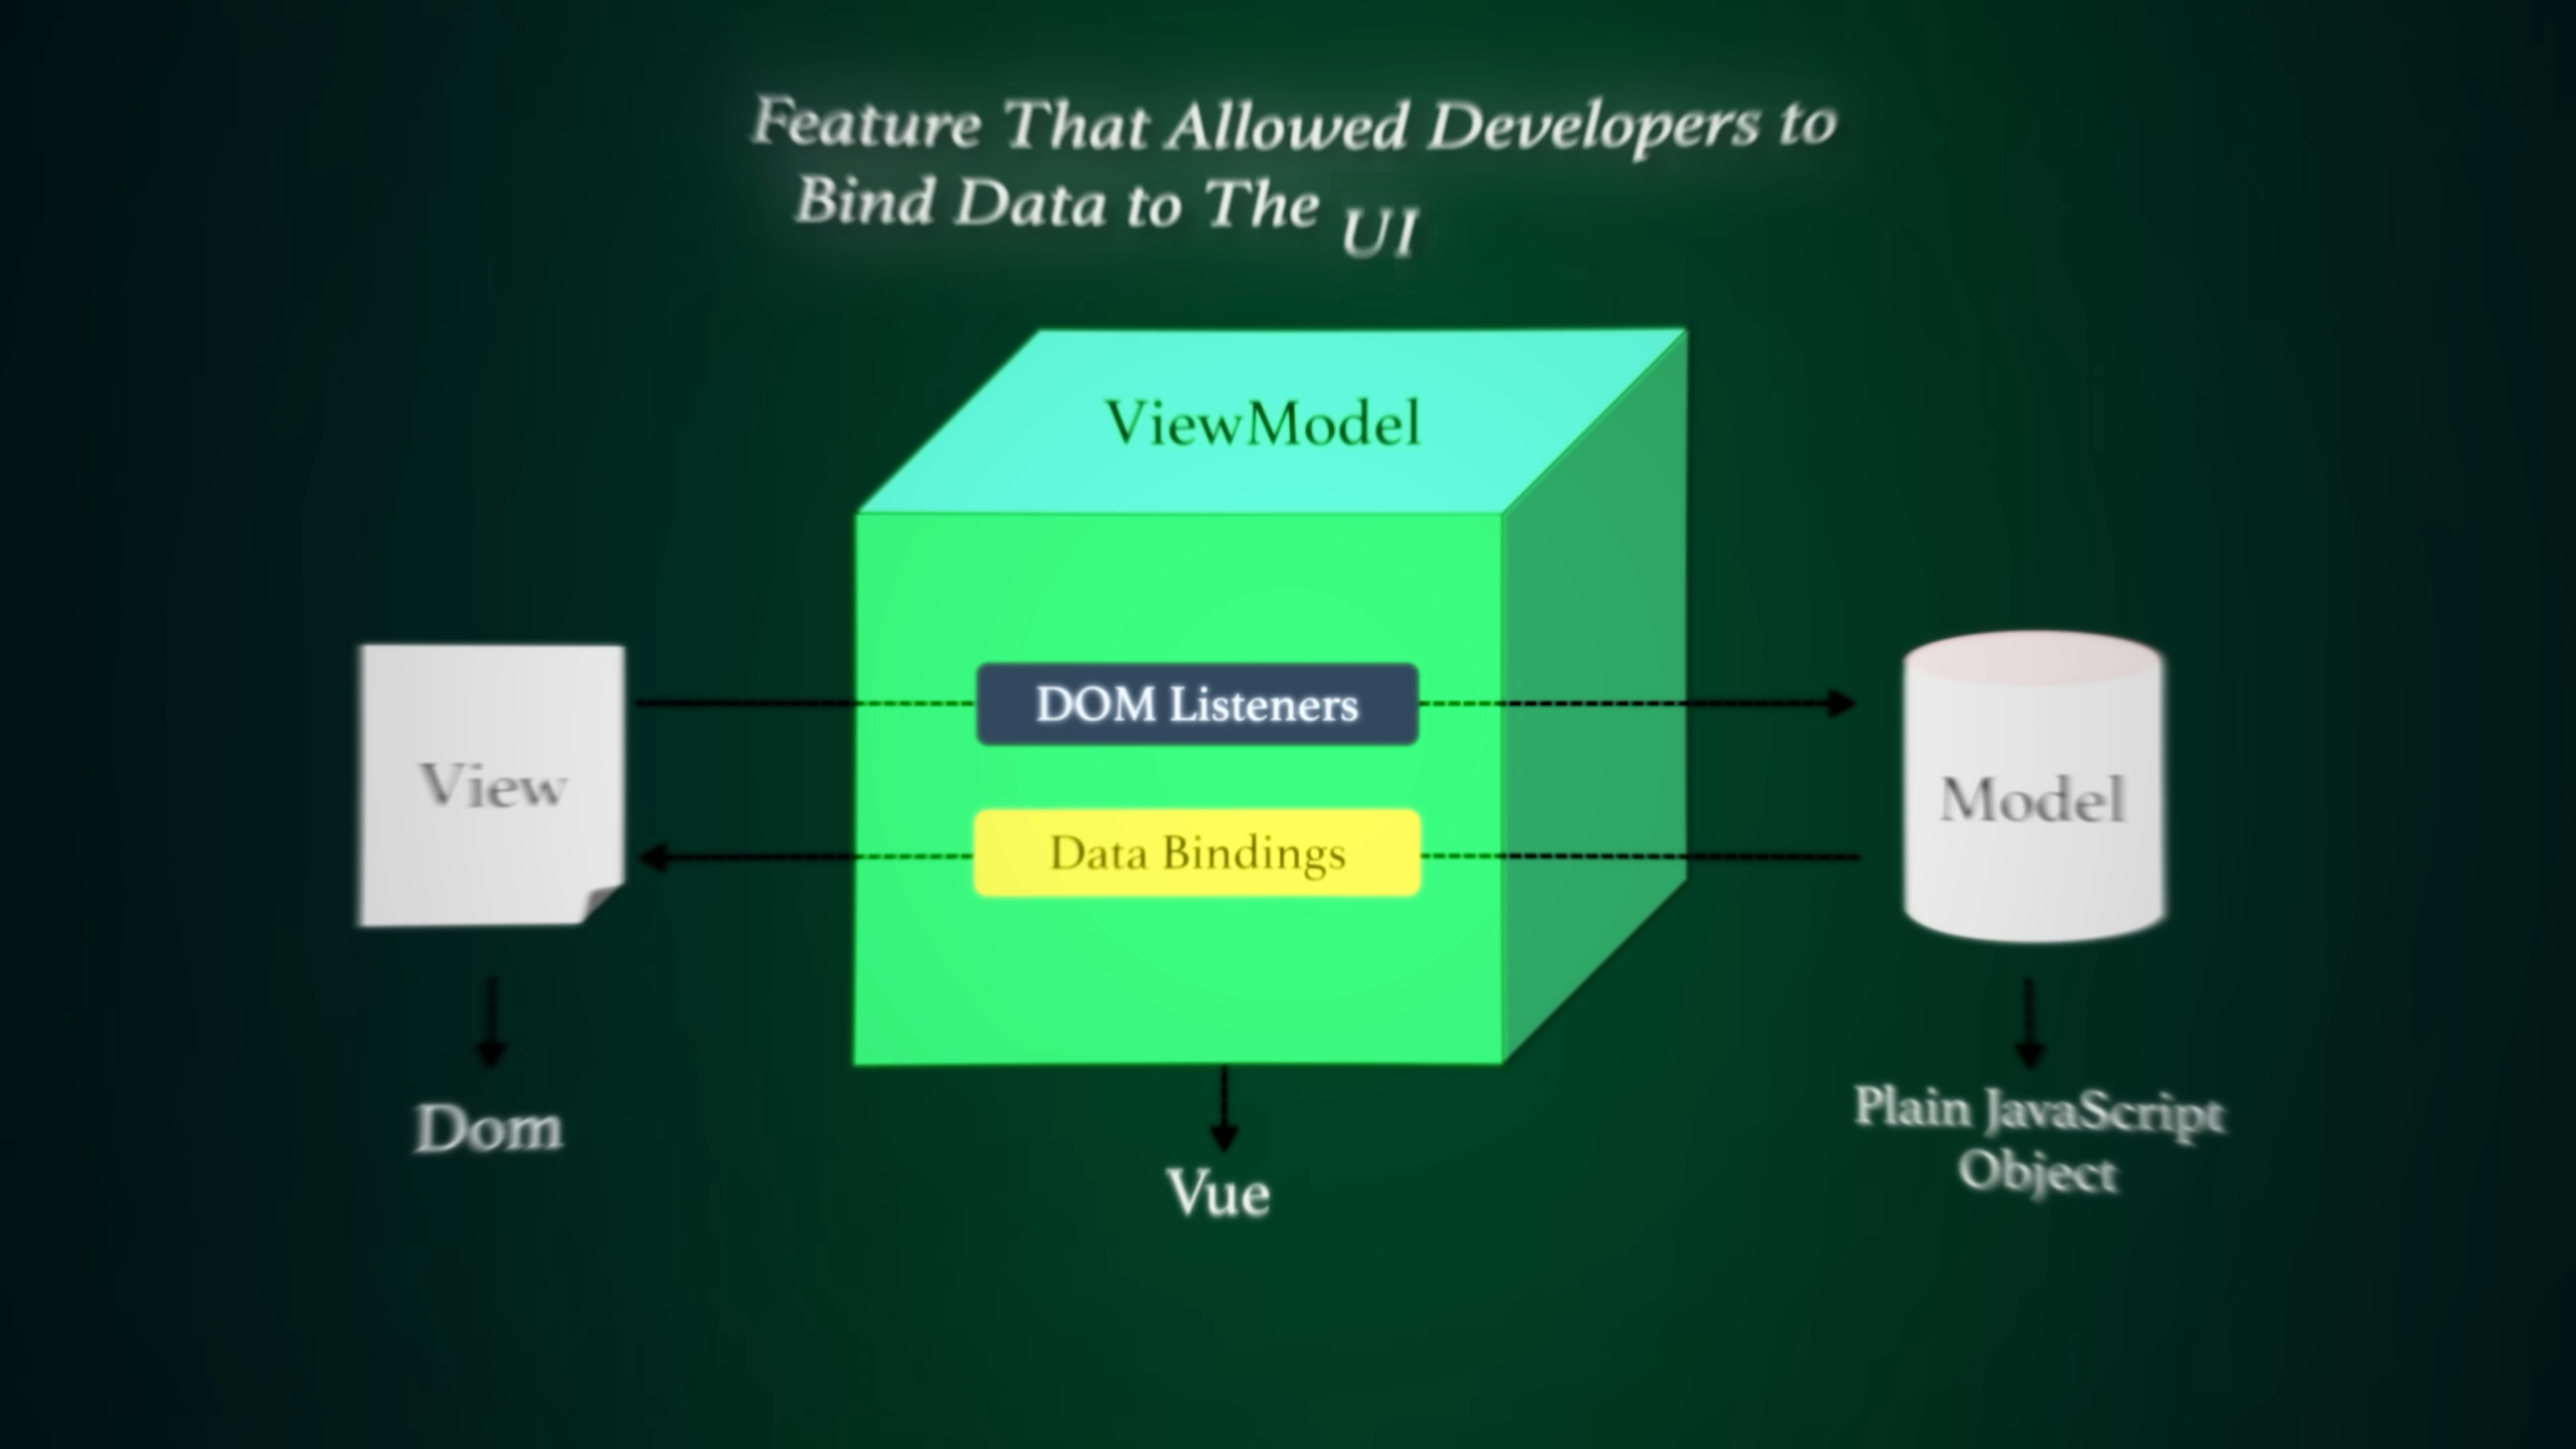 Feature That Allowed Developers to
Bind Data to The UI
ViewModel
DOM Listeners
View
Model
Data Bindings
Dom
Plain JavaScript
Object
Vue